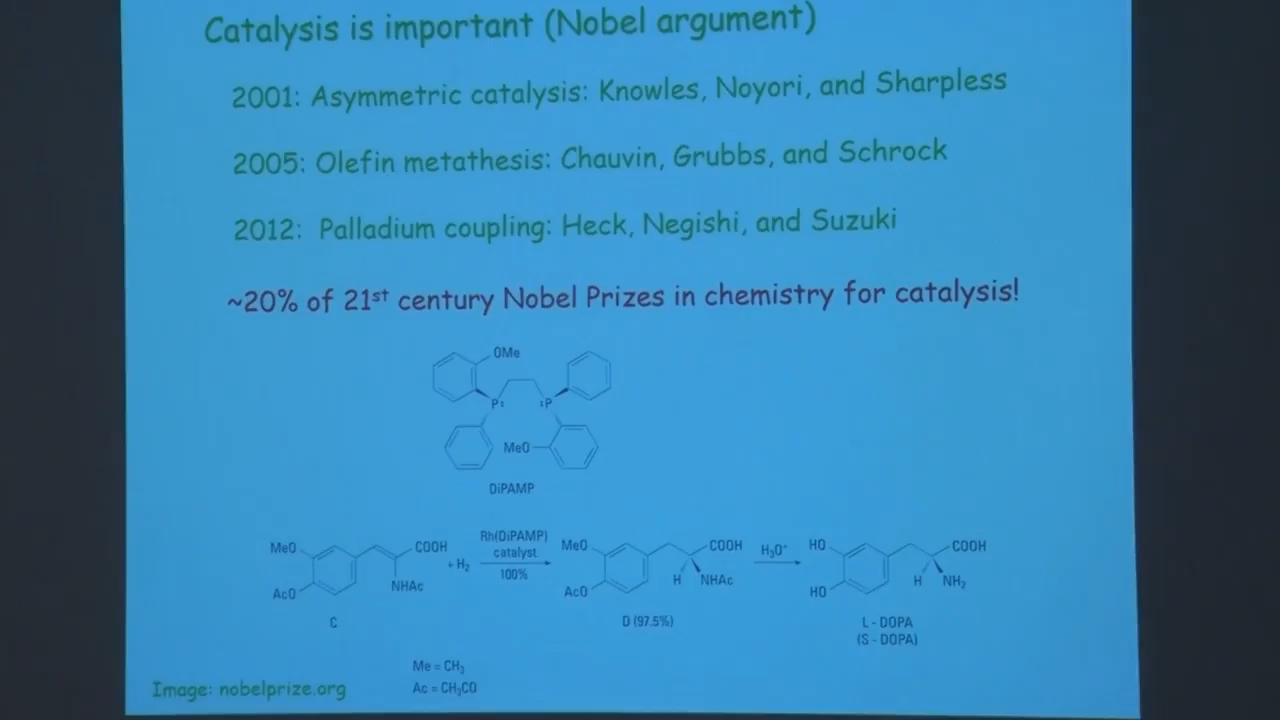 Catalysis is important (Nobel argument)
2001: Asymmetric catalysis: Knowles, Noyori, and Sharpless
2005: Olefin metathesis: Chauvin, Grubbs, and Schrock
2012: Palladium coupling: Heck, Negishi, and Suzuki
~20% of 21st century Nobel Prizes in chemistry for catalysis!
OMe
P: :P
MeO
DiPAMP
MeO COOH + H₂ Rh(DiPAMP) MeO COOH H₃O⁺ HO COOH
catalyst
100%
AcO NHAc AcO H NHAc HO H NH₂
C D (97.5%) L - DOPA
(S - DOPA)
Me = CH₃
Ac = CH₃CO
Image: nobelprize.org